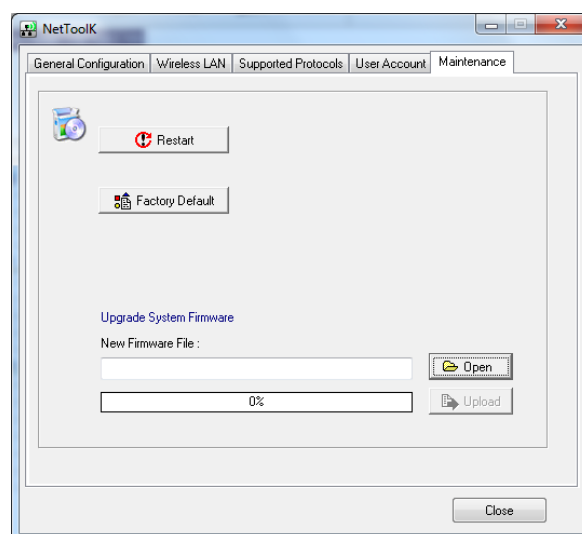 NetToolK
General Configuration Wireless LAN Supported Protocols User Account Maintenance
Restart
Factory Default
Upgrade System Firmware
New Firmware File :
Open
0%
Upload
Close